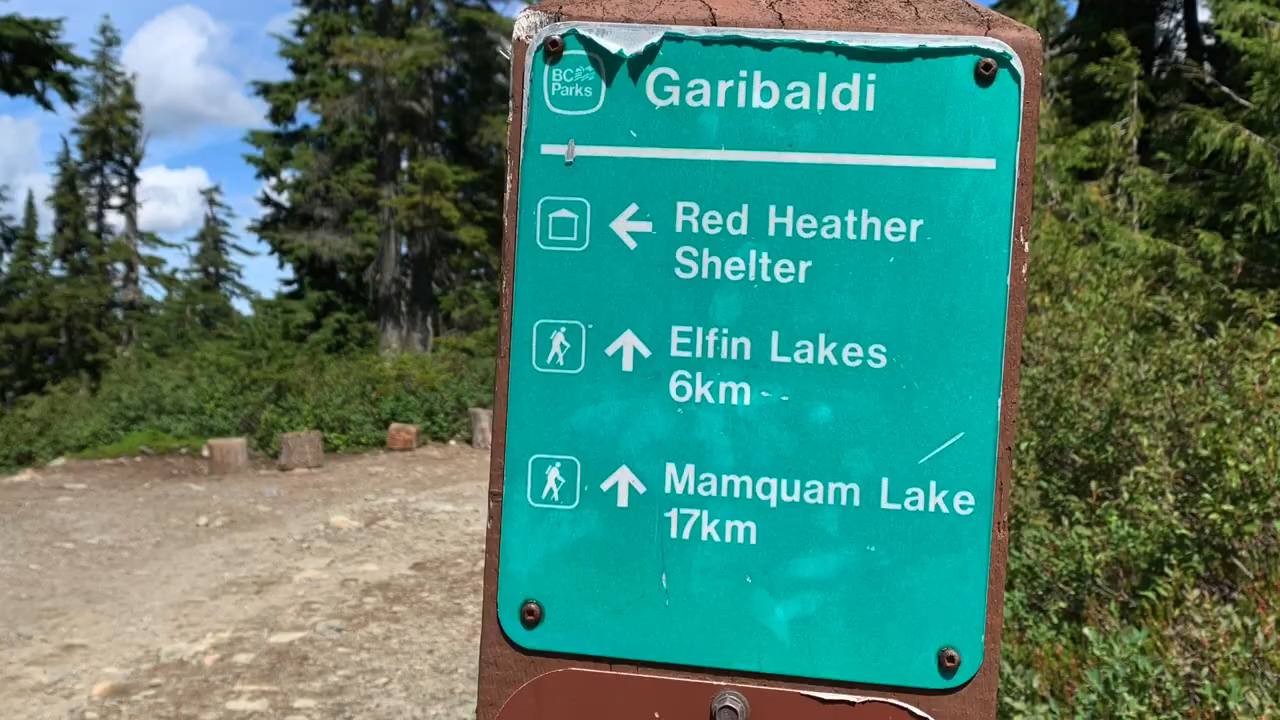 BC
Parks
Garibaldi
Red Heather
Shelter
Elfin Lakes
6km
Mamquam Lake
17km